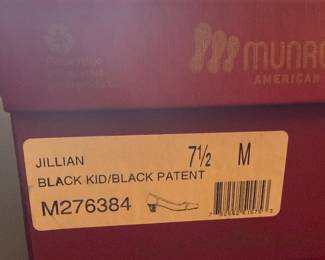 MUNRO
AMERICAN
JILLIAN 7½ M
BLACK KID/BLACK PATENT
M276384